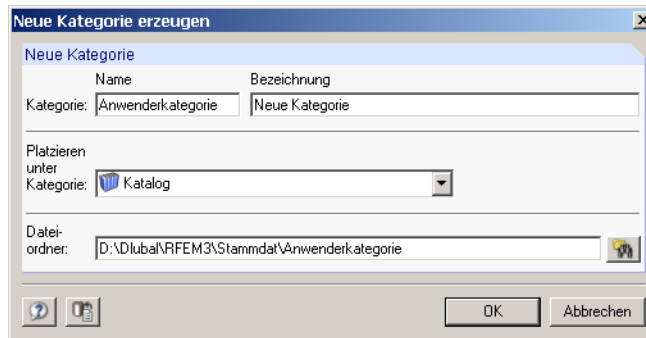 Neue Kategorie erzeugen
Neue Kategorie
Name Bezeichnung
Kategorie: Anwenderkategorie Neue Kategorie
Platzieren
unter
Kategorie: Katalog
Datei-
ordner: D:\Dlubal\RFEM3\Stammdat\Anwenderkategorie
OK Abbrechen